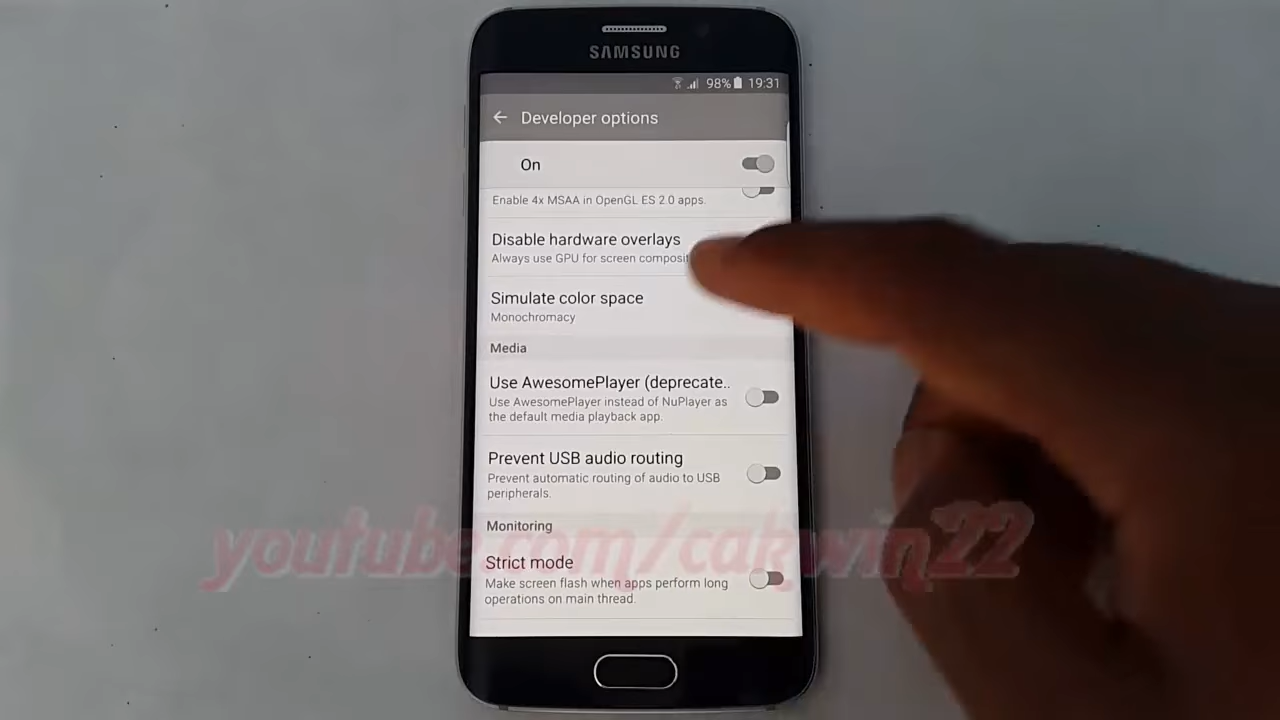 SAMSUNG
98% 19:31
Developer options
On
Enable 4x MSAA in OpenGL ES 2.0 apps.
Disable hardware overlays
Always use GPU for screen
Simulate color space
Monochromacy
Media
Use AwesomePlayer (deprecate..
Use AwesomePlayer instead of NuPlayer as
the default media playback app.
Prevent USB audio routing
Prevent automatic routing of audio to USB
peripherals.
Monitoring
youtube.com/cakwin22
Strict mode
Make screen flash when apps perform long
operations on main thread.